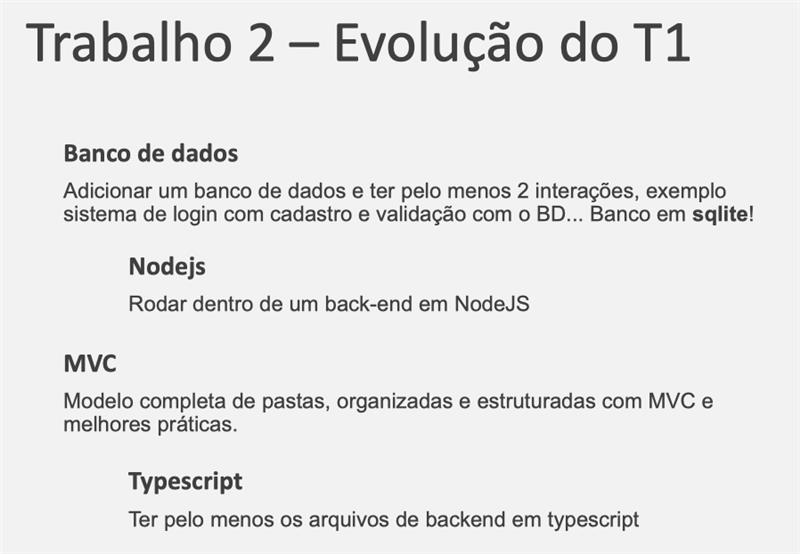 Trabalho 2 – Evolução do T1
Banco de dados
Adicionar um banco de dados e ter pelo menos 2 interações, exemplo
sistema de login com cadastro e validação com o BD... Banco em sqlite!
Nodejs
Rodar dentro de um back-end em NodeJS
MVC
Modelo completa de pastas, organizadas e estruturadas com MVC e
melhores práticas.
Typescript
Ter pelo menos os arquivos de backend em typescript